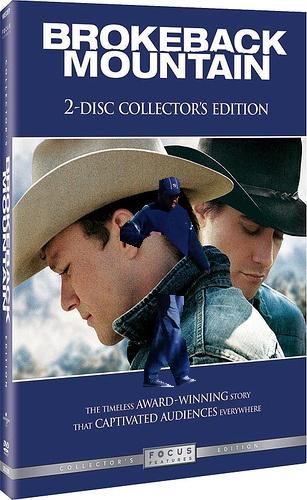 BROKEBACK
MOUNTAIN
2-DISC COLLECTOR'S EDITION
THE TIMELESS AWARD-WINNING STORY
THAT CAPTIVATED AUDIENCES EVERYWHERE
COLLECTOR'S
FOCUS
FEATURES
EDITION